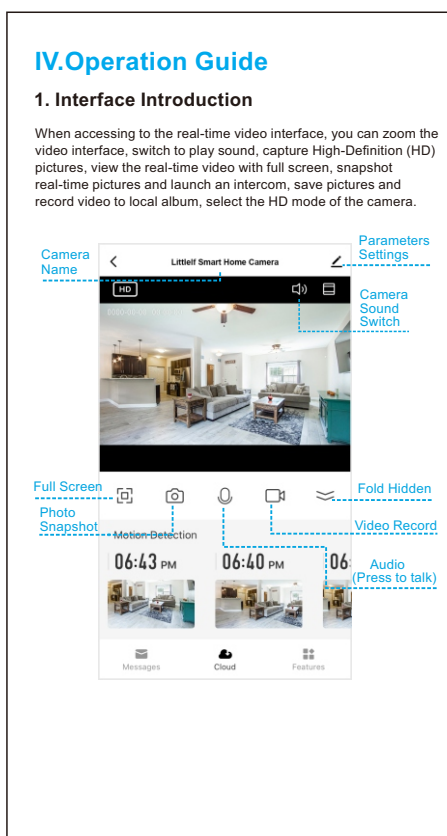 IV.Operation Guide
1. Interface Introduction
When accessing to the real-time video interface, you can zoom the
video interface, switch to play sound, capture High-Definition (HD)
pictures, view the real-time video with full screen, snapshot
real-time pictures and launch an intercom, save pictures and
record video to local album, select the HD mode of the camera.
Camera
Name
Littlelf Smart Home Camera
Parameters
Settings
HD
Camera
Sound
Switch
Full Screen
Fold Hidden
Photo
Snapshot
Video Record
Motion Detection
06:43 PM
06:40 PM
06:
Audio
(Press to talk)
Messages
Cloud
Features